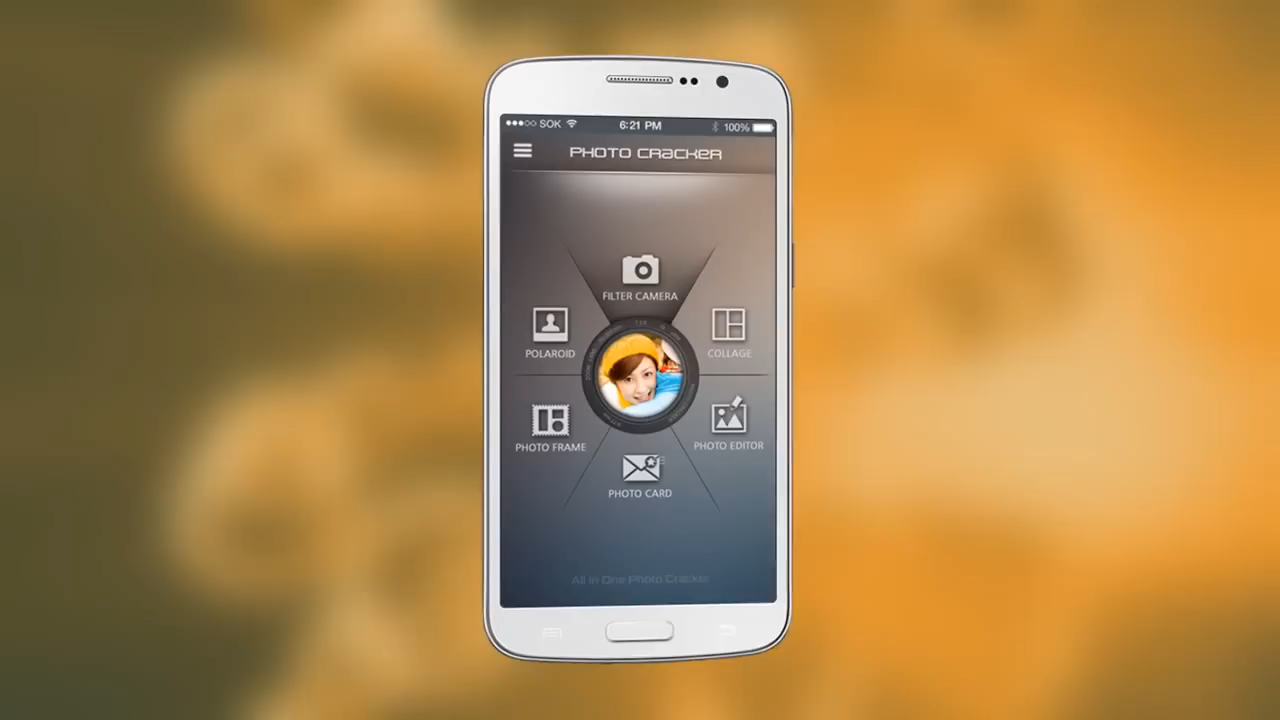 SOK 6:21 PM 100%
PHOTO CRACKER
FILTER CAMERA
POLAROID COLLAGE
PHOTO FRAME PHOTO EDITOR
PHOTO CARD
All In One Photo Cracker